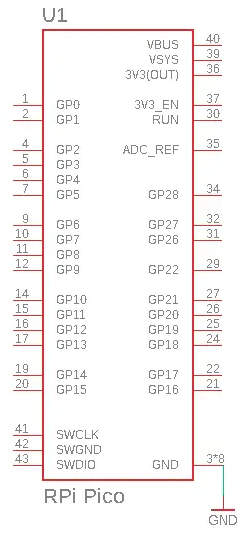 U1
VBUS 40
VSYS 39
3V3(OUT) 36
1 GP0 3V3_EN 37
2 GP1 RUN 30
4 GP2 ADC_REF 35
5 GP3
6 GP4
7 GP5 GP28 34
9 GP6 GP27 32
10 GP7 GP26 31
11 GP8
12 GP9 GP22 29
14 GP10 GP21 27
15 GP11 GP20 26
16 GP12 GP19 25
17 GP13 GP18 24
19 GP14 GP17 22
20 GP15 GP16 21
41 SWCLK
42 SWGND
43 SWDIO GND 3*8
RPi Pico
GND